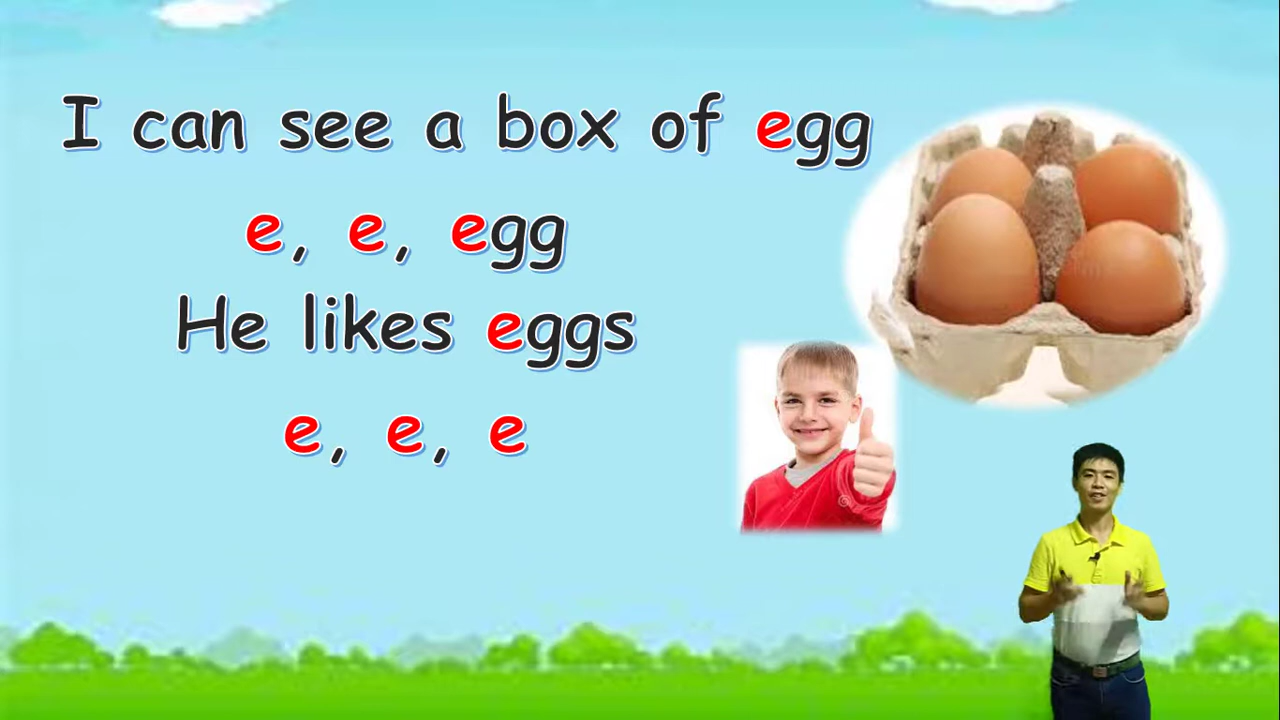 I can see a box of egg
e, e, egg
He likes eggs
e, e, e